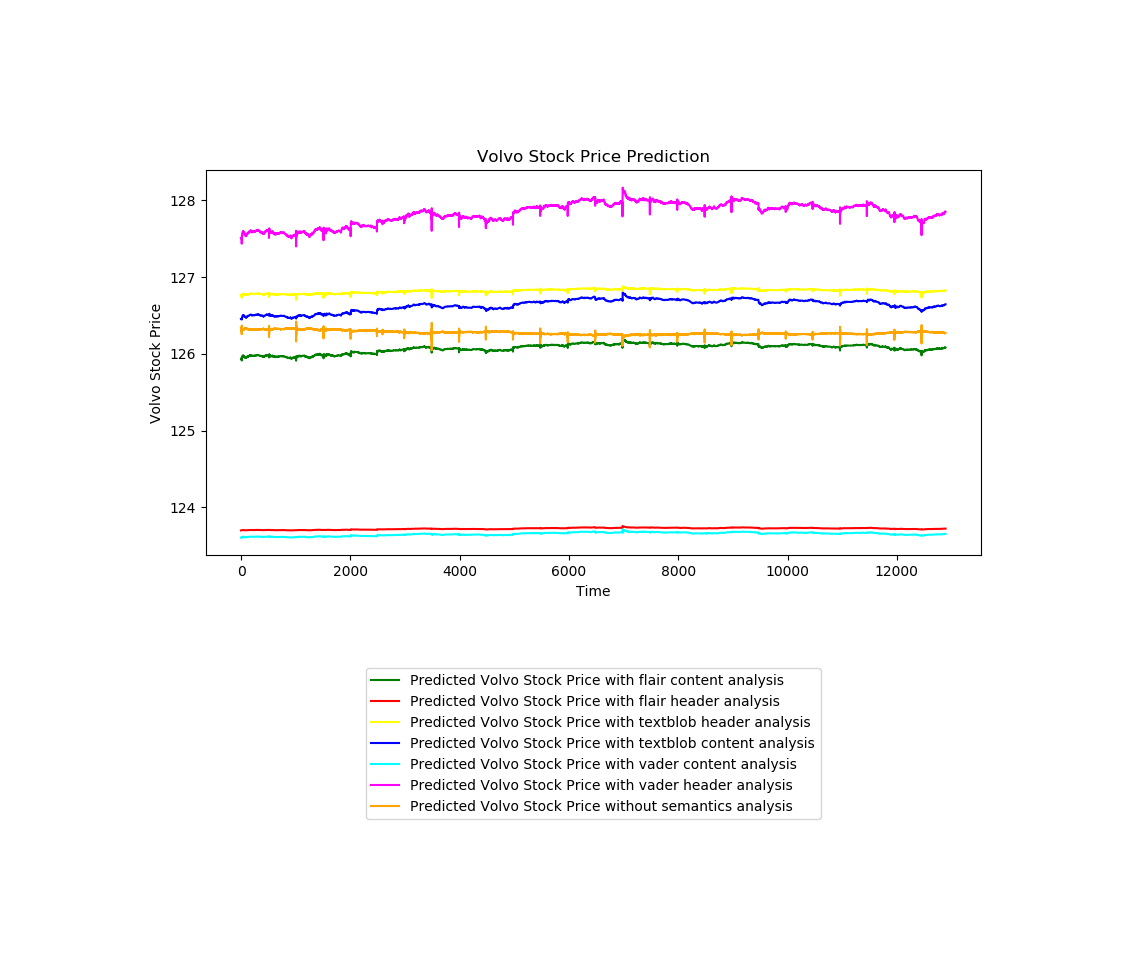 Volvo Stock Price Prediction
128
127
126
125
124
Volvo Stock Price
0 2000 4000 6000 8000 10000 12000
Time
Predicted Volvo Stock Price with flair content analysis
Predicted Volvo Stock Price with flair header analysis
Predicted Volvo Stock Price with textblob header analysis
Predicted Volvo Stock Price with textblob content analysis
Predicted Volvo Stock Price with vader content analysis
Predicted Volvo Stock Price with vader header analysis
Predicted Volvo Stock Price without semantics analysis